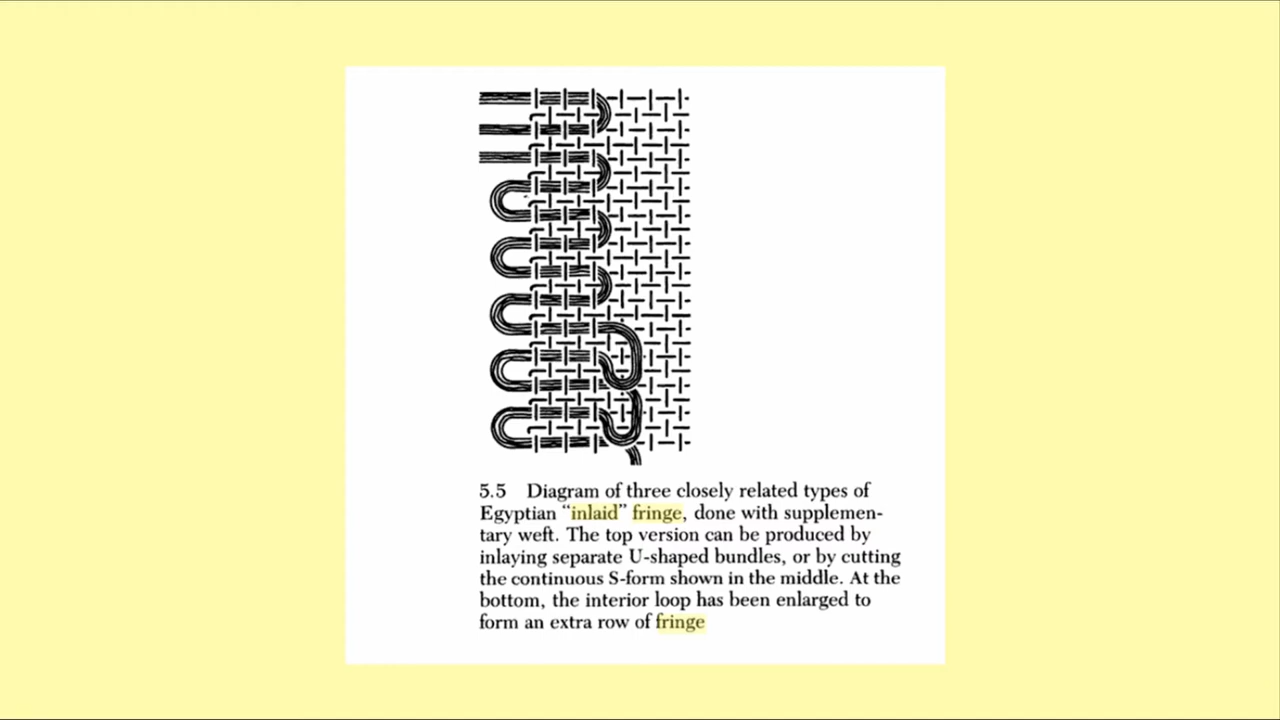 5.5 Diagram of three closely related types of
Egyptian “inlaid” fringe, done with supplemen-
tary weft. The top version can be produced by
inlaying separate U-shaped bundles, or by cutting
the continuous S-form shown in the middle. At the
bottom, the interior loop has been enlarged to
form an extra row of fringe